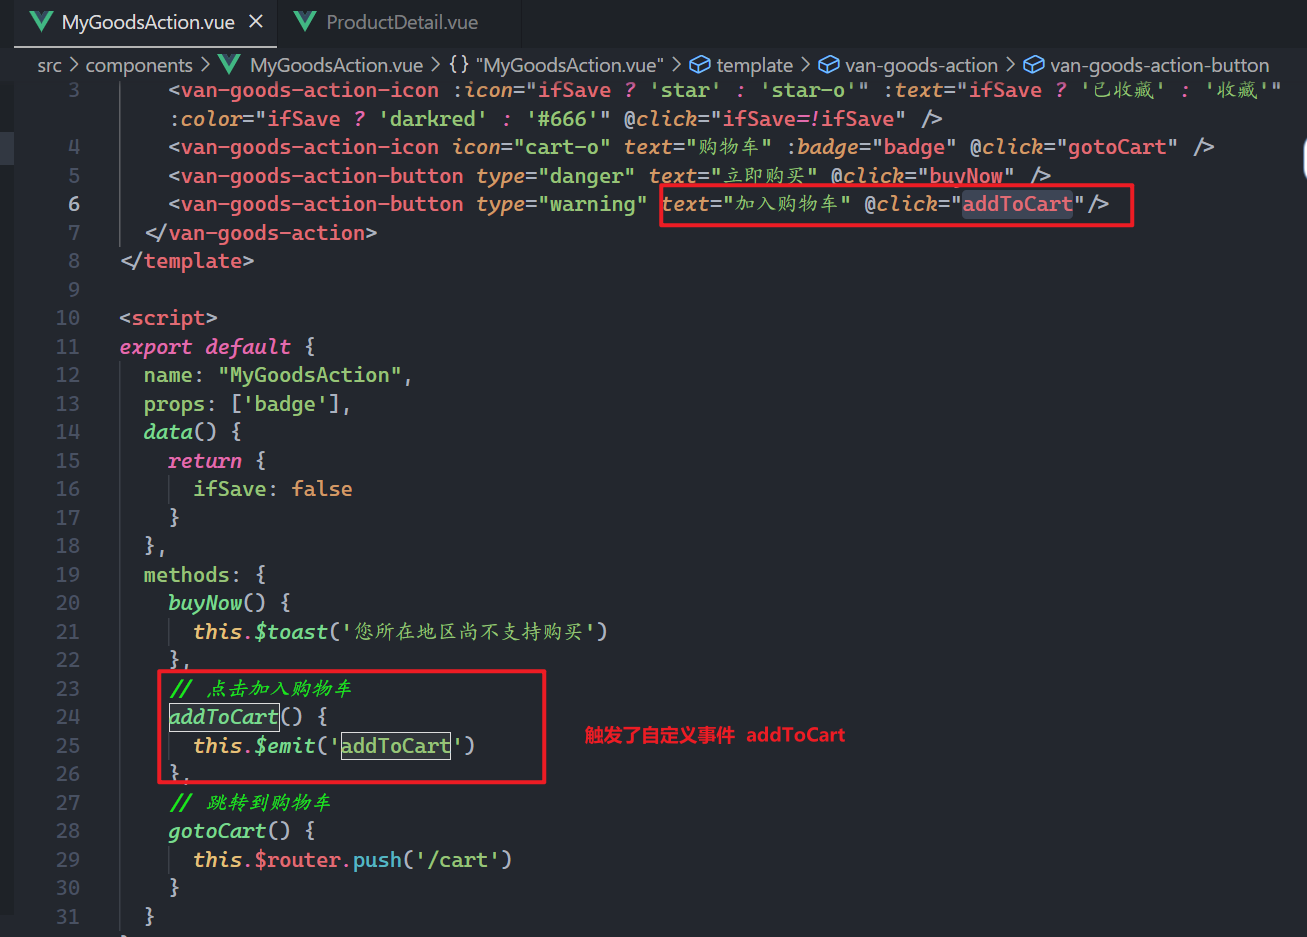 MyGoodsAction.vue × ProductDetail.vue
src > components > MyGoodsAction.vue > {} "MyGoodsAction.vue" > template > van-goods-action > van-goods-action-button
3 <van-goods-action-icon :icon="ifSave ? 'star' : 'star-o'" :text="ifSave ? '已收藏' : '收藏'"
:color="ifSave ? 'darkred' : '#666'" @click="ifSave=!ifSave" />
4 <van-goods-action-icon icon="cart-o" text="购物车" :badge="badge" @click="gotoCart" />
5 <van-goods-action-button type="danger" text="立即购买" @click="buyNow" />
6 <van-goods-action-button type="warning" text="加入购物车" @click="addToCart"/>
7 </van-goods-action>
8 </template>
9
10 <script>
11 export default {
12 name: "MyGoodsAction",
13 props: ['badge'],
14 data() {
15 return {
16 ifSave: false
17 }
18 },
19 methods: {
20 buyNow() {
21 this.$toast('您所在地区尚不支持购买')
22 },
23 // 点击加入购物车
24 addToCart() {
25 this.$emit('addToCart')
触发了自定义事件 addToCart
26 },
27 // 跳转到购物车
28 gotoCart() {
29 this.$router.push('/cart')
30 }
31 }